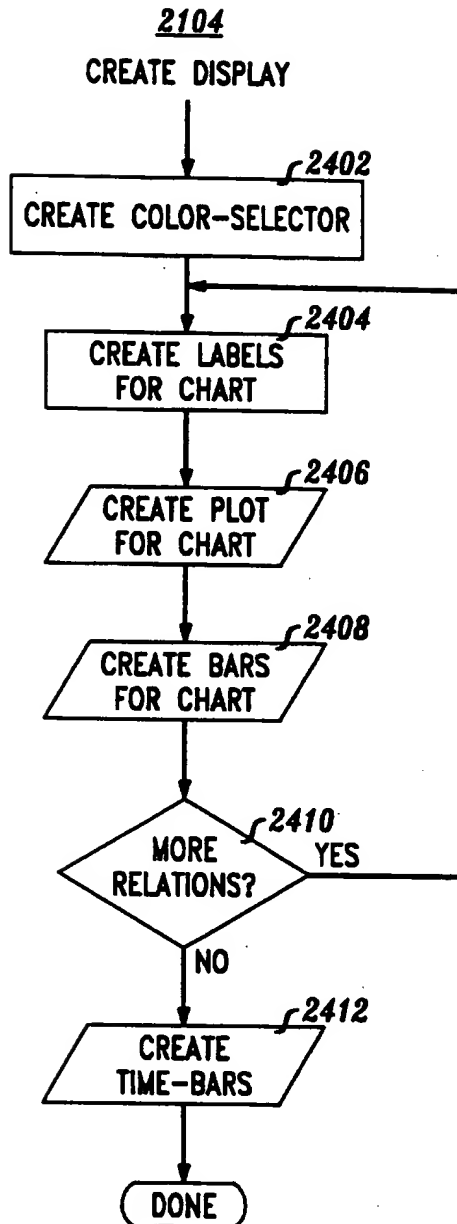 2104
CREATE DISPLAY
2402
CREATE COLOR-SELECTOR
2404
CREATE LABELS
FOR CHART
2406
CREATE PLOT
FOR CHART
2408
CREATE BARS
FOR CHART
2410
MORE
RELATIONS?
YES
NO
2412
CREATE
TIME-BARS
DONE